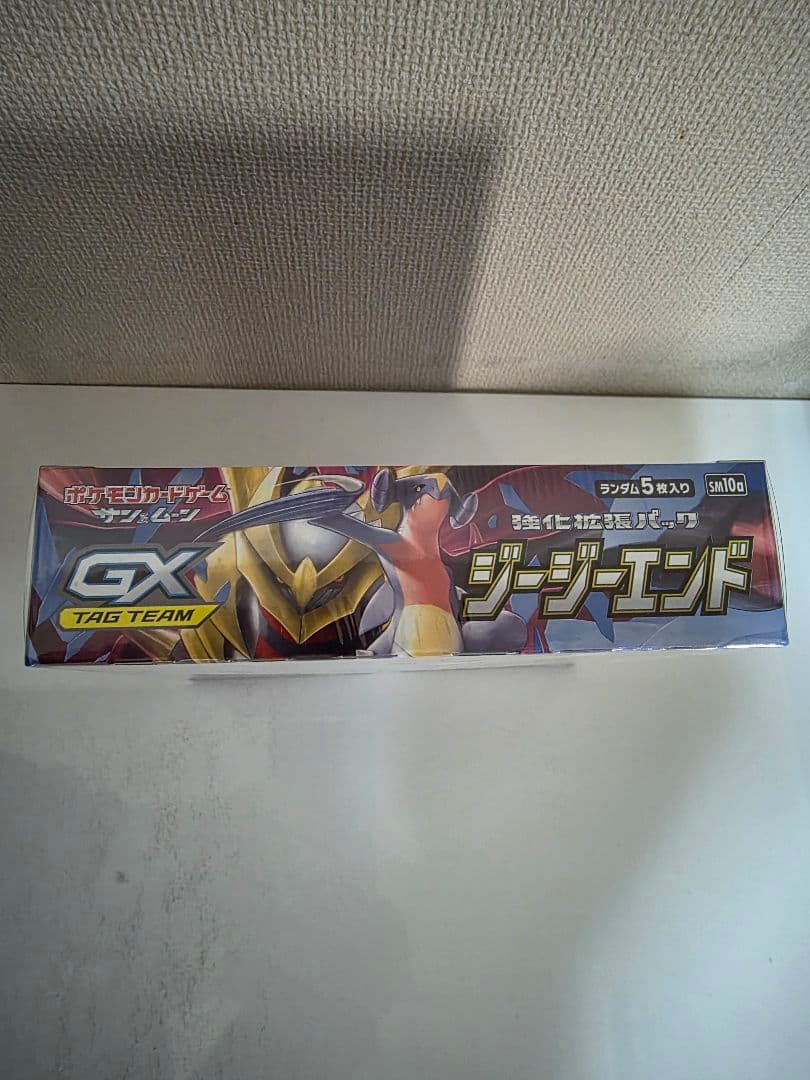 ポケモンカードゲーム
サン&ムーン
GX
TAG TEAM
ランダム5枚入り
SM10a
強化拡張パック
ジージーエンド